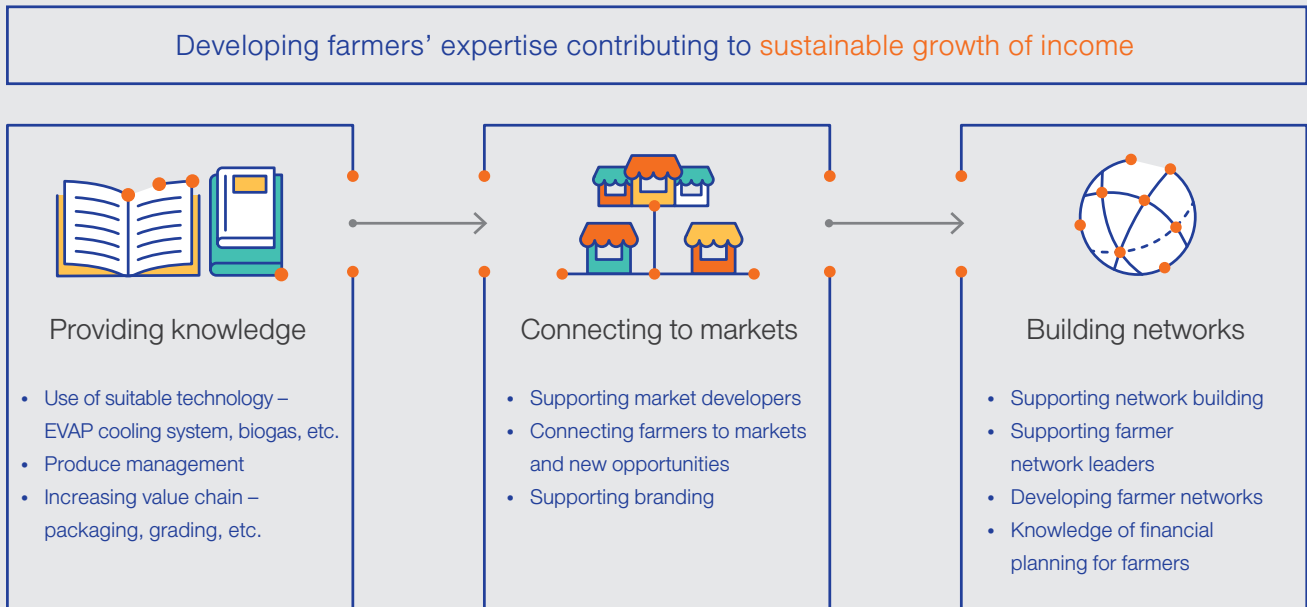 Developing farmers’ expertise contributing to sustainable growth of income
Providing knowledge
• Use of suitable technology –
EVAP cooling system, biogas, etc.
• Produce management
• Increasing value chain –
packaging, grading, etc.
Connecting to markets
• Supporting market developers
• Connecting farmers to markets
and new opportunities
• Supporting branding
Building networks
• Supporting network building
• Supporting farmer
network leaders
• Developing farmer networks
• Knowledge of financial
planning for farmers